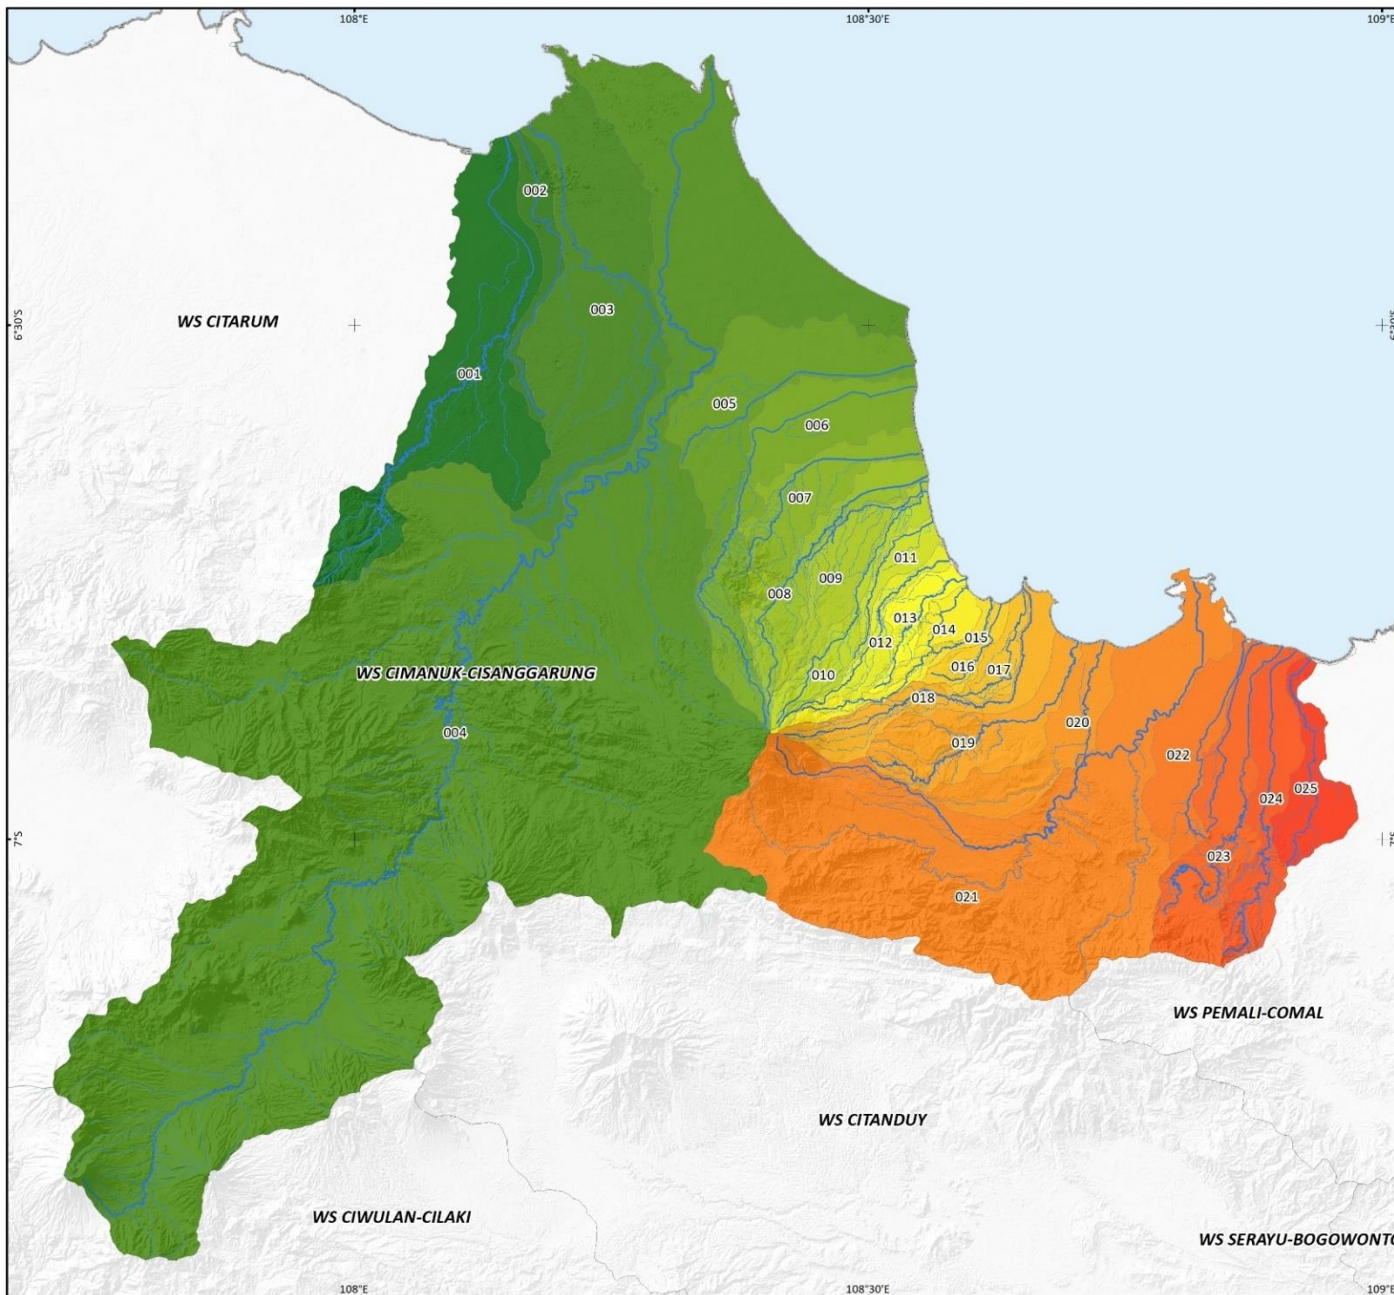 108°E
108°30'E
109°E
002
003
WS CITARUM
6°30'S
6°30'S
001
005
006
007
011
009
008
013
014
012
015
016
017
010
WS CIMANUK-CISANGGARUNG
018
020
004
019
022
025
024
7°S
7°S
023
021
WS PEMALI-COMAL
WS CITANDUY
WS CIWULAN-CILAKI
WS SERAYU-BOGOWONTO
108°E
108°30'E
109°E